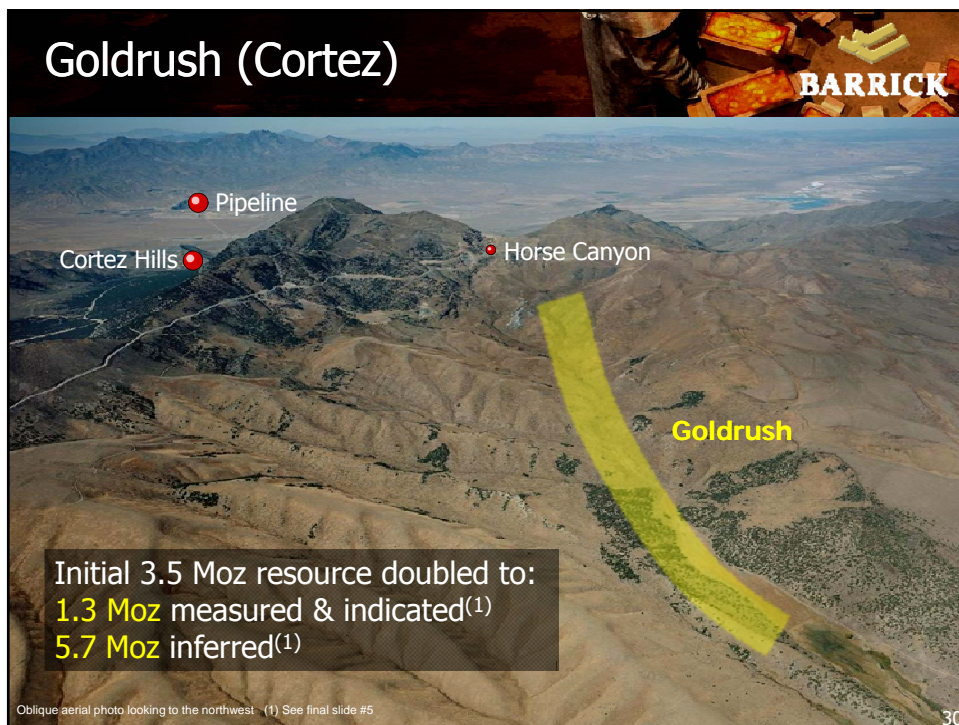 Goldrush (Cortez)
BARRICK
Pipeline
Cortez Hills
Horse Canyon
Goldrush
Initial 3.5 Moz resource doubled to:
1.3 Moz measured & indicated(1)
5.7 Moz inferred(1)
Oblique aerial photo looking to the northwest (1) See final slide #5
30